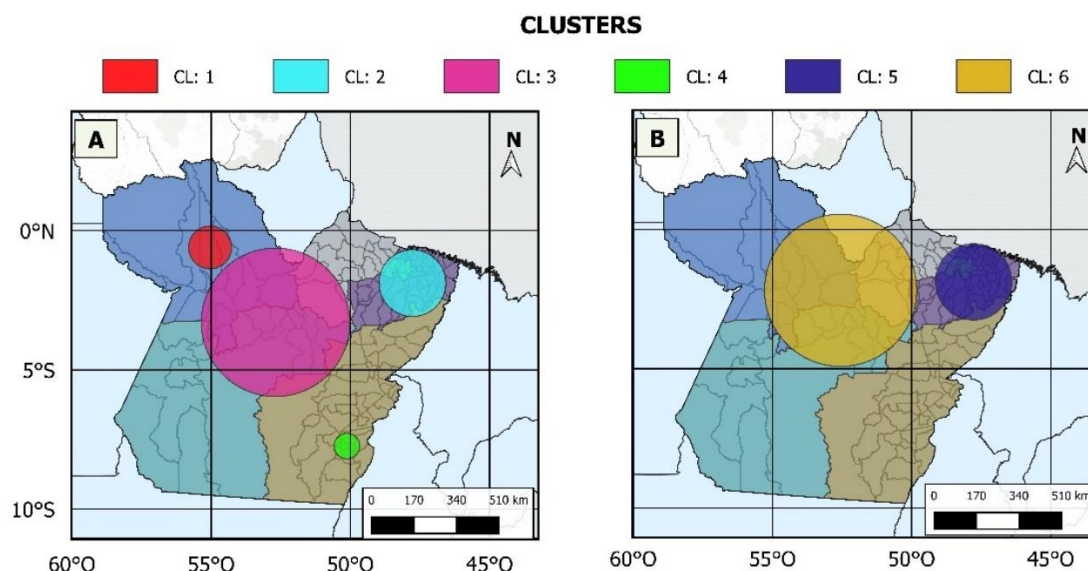 CLUSTERS
CL: 1 CL: 2 CL: 3 CL: 4 CL: 5 CL: 6
A N B N
0°N
5°S
10°S
0 170 340 510 km 0 170 340 510 km
60°O 55°O 50°O 45°O 60°O 55°O 50°O 45°O